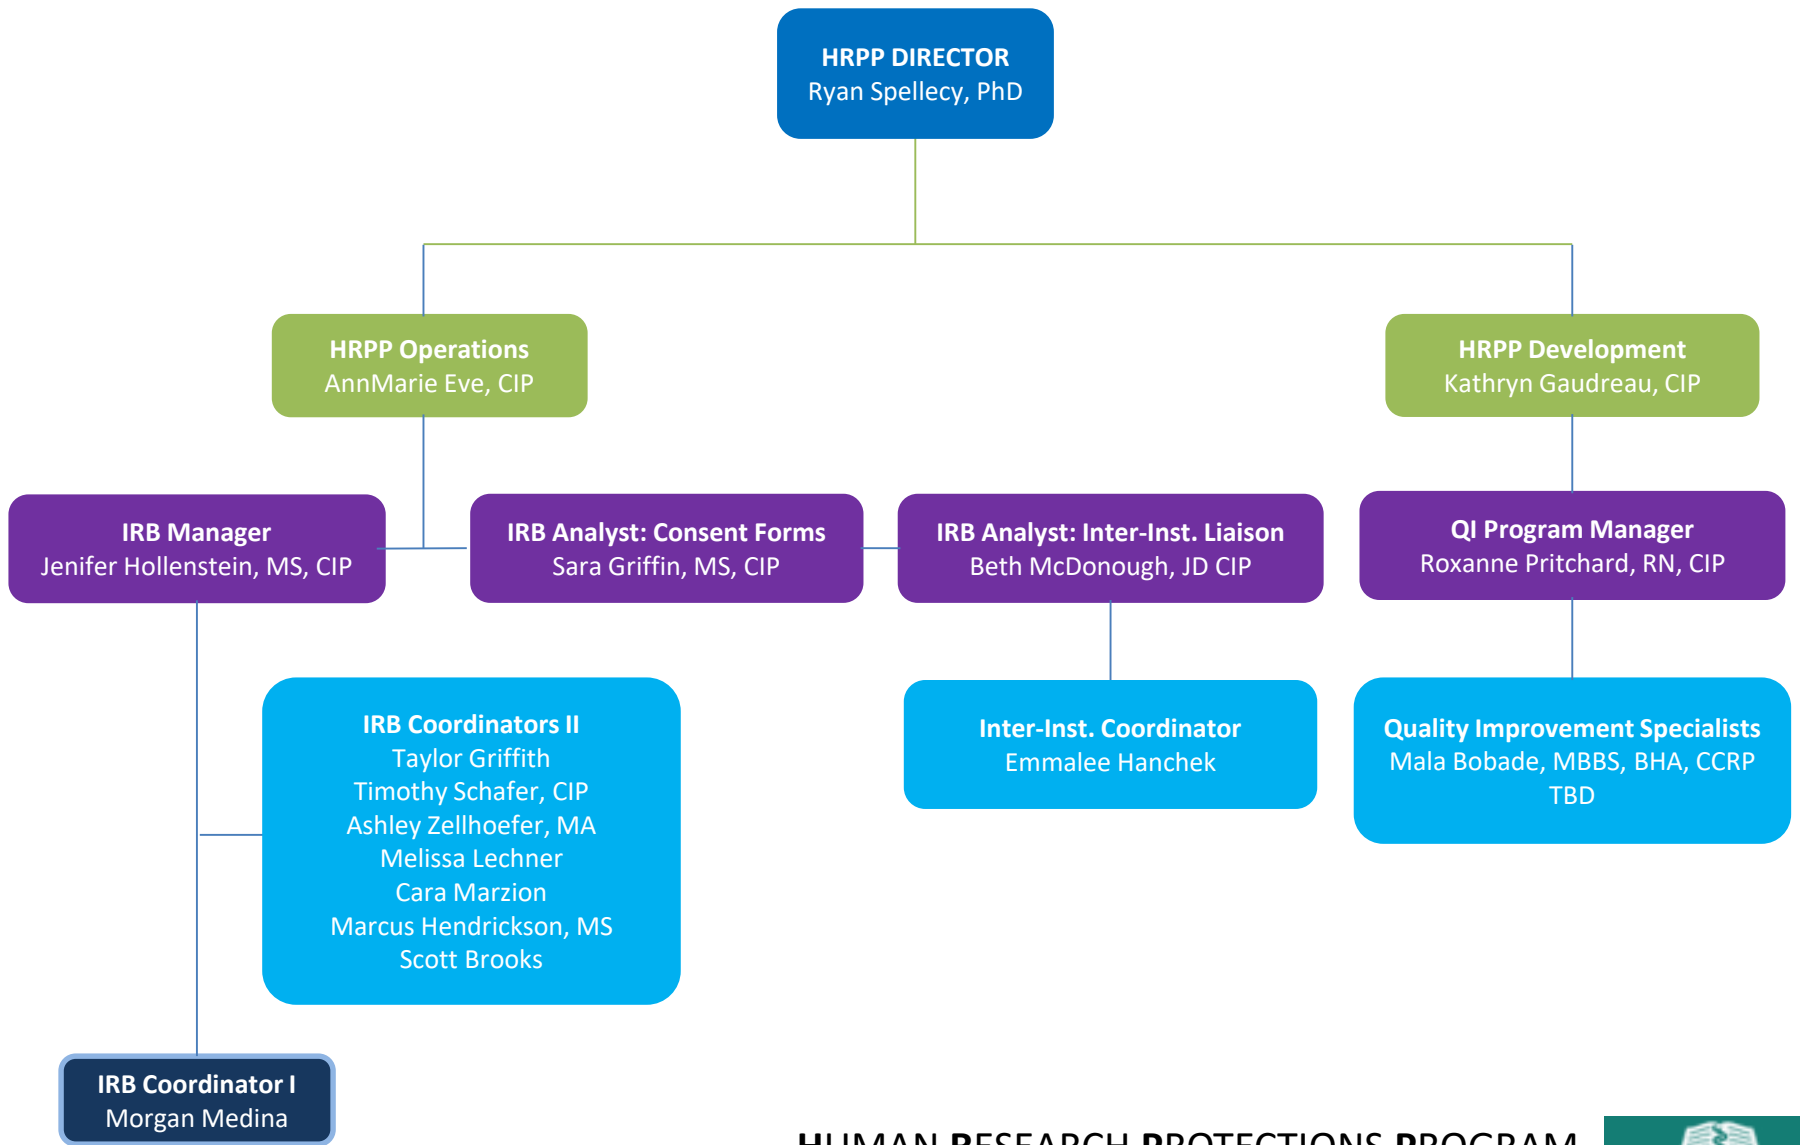 HRPP DIRECTOR
Ryan Spellecy, PhD
HRPP Operations
AnnMarie Eve, CIP
HRPP Development
Kathryn Gaudreau, CIP
IRB Manager
Jenifer Hollenstein, MS, CIP
IRB Analyst: Consent Forms
Sara Griffin, MS, CIP
IRB Analyst: Inter-Inst. Liaison
Beth McDonough, JD CIP
QI Program Manager
Roxanne Pritchard, RN, CIP
IRB Coordinators II
Taylor Griffith
Timothy Schafer, CIP
Ashley Zellhoefer, MA
Melissa Lechner
Cara Marzion
Marcus Hendrickson, MS
Scott Brooks
Inter-Inst. Coordinator
Emmalee Hanchek
Quality Improvement Specialists
Mala Bobade, MBBS, BHA, CCRP
TBD
IRB Coordinator I
Morgan Medina
HUMAN RESEARCH PROTECTIONS PROGRAM